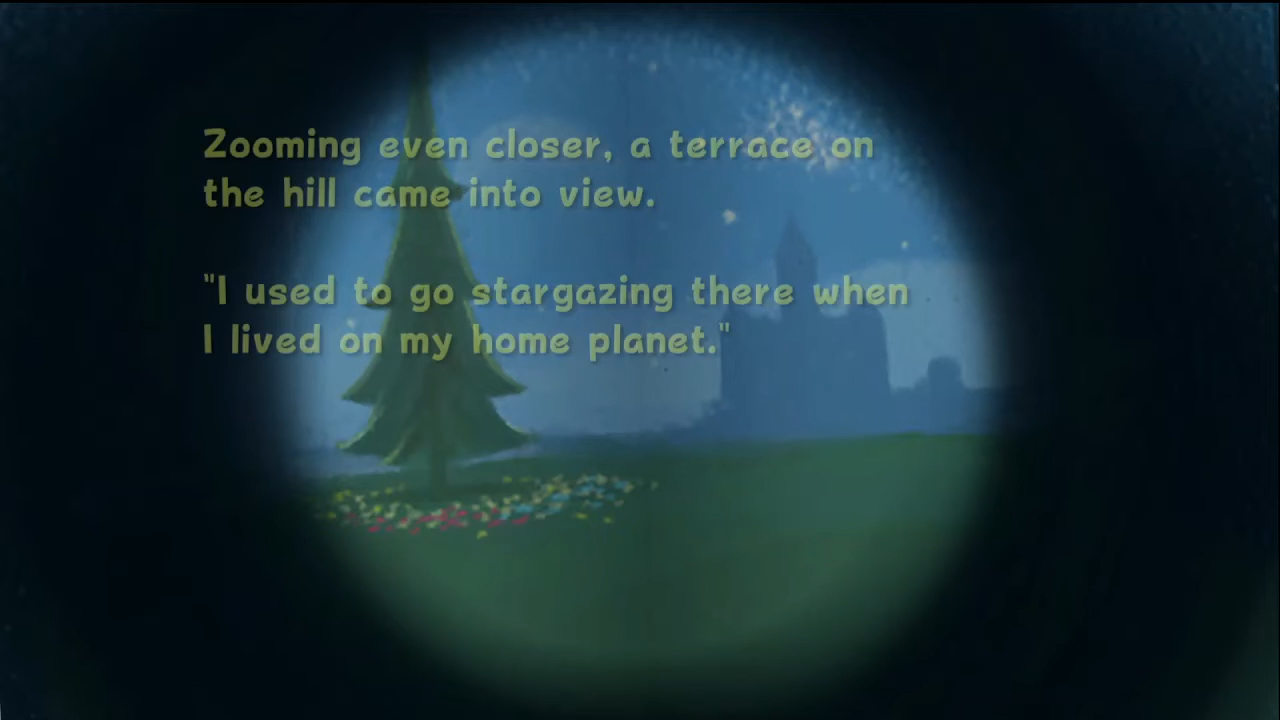 Zooming even closer, a terrace on
the hill came into view.
"I used to go stargazing there when
I lived on my home planet."